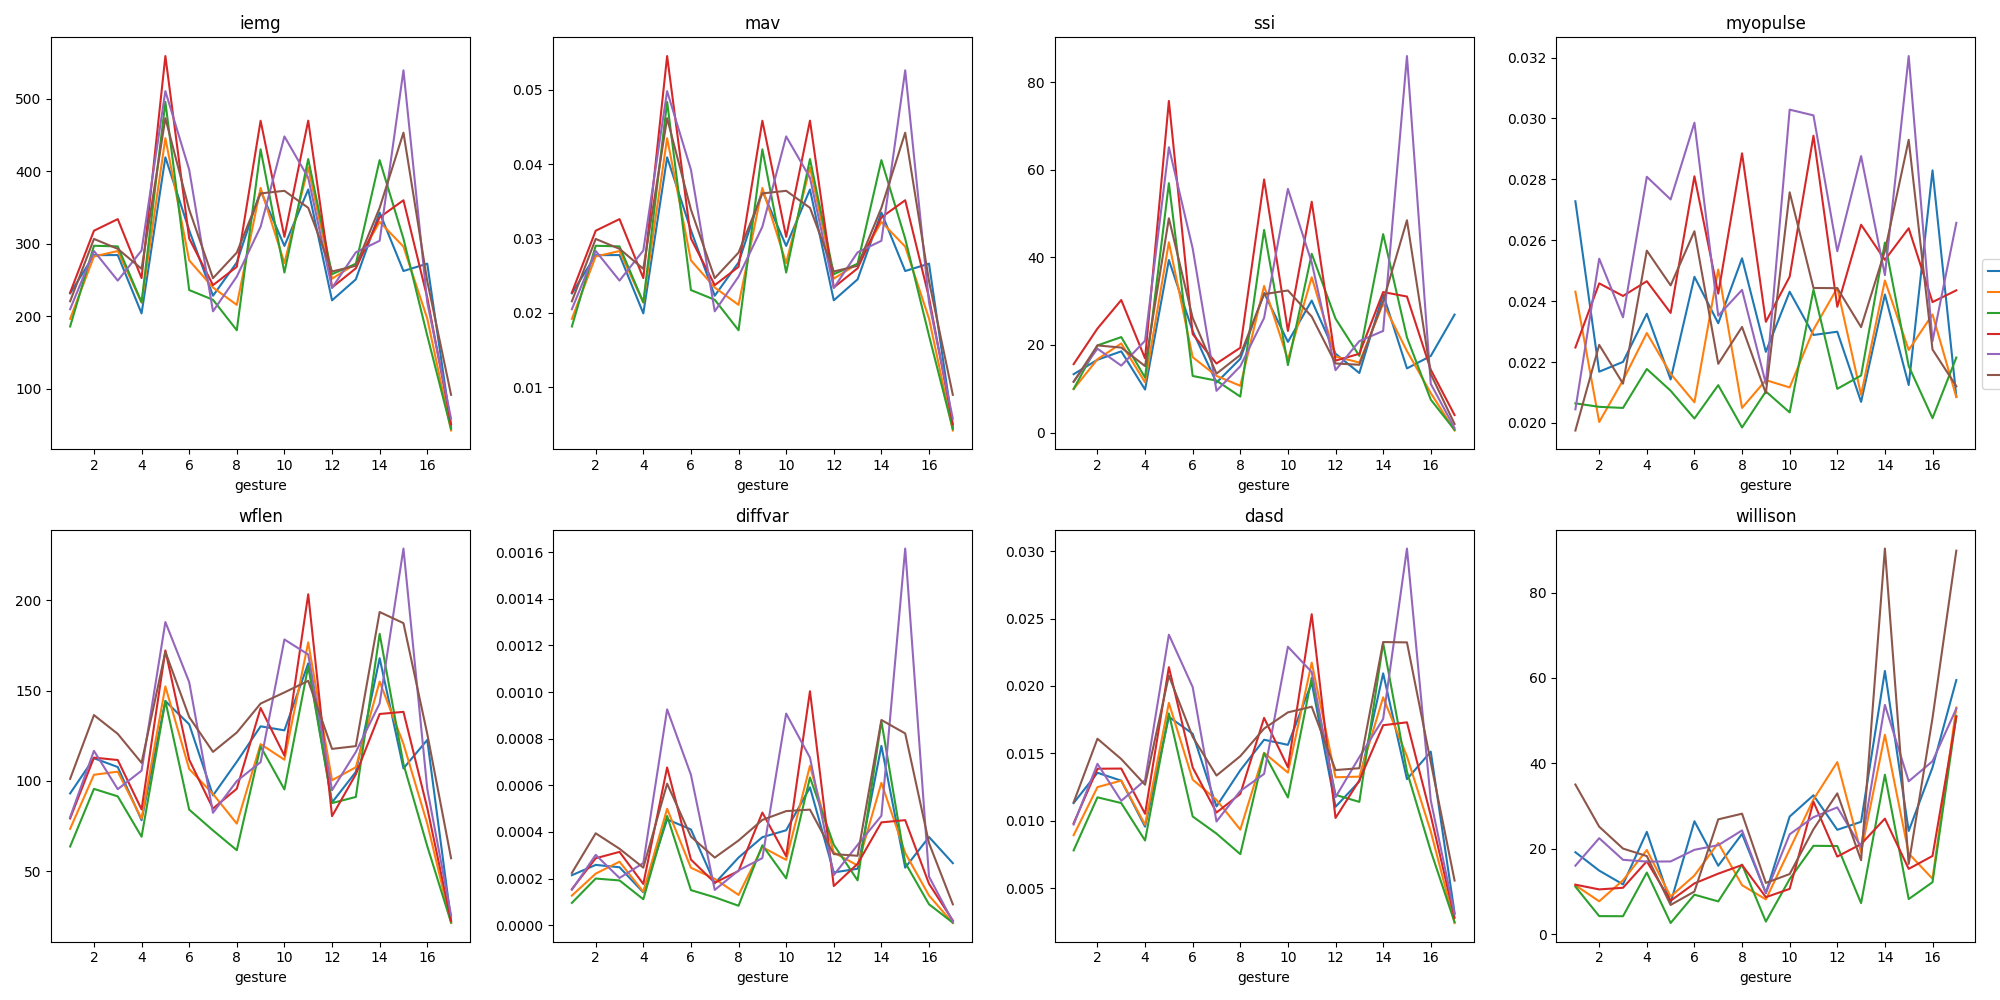 iemg
mav
ssi
myopulse
500
400
300
200
100
2 4 6 8 10 12 14 16
gesture
0.05
0.04
0.03
0.02
0.01
2 4 6 8 10 12 14 16
gesture
80
60
40
20
0
2 4 6 8 10 12 14 16
gesture
0.032
0.030
0.028
0.026
0.024
0.022
0.020
2 4 6 8 10 12 14 16
gesture
wflen
diffvar
dasd
willison
200
150
100
50
2 4 6 8 10 12 14 16
gesture
0.0016
0.0014
0.0012
0.0010
0.0008
0.0006
0.0004
0.0002
0.0000
2 4 6 8 10 12 14 16
gesture
0.030
0.025
0.020
0.015
0.010
0.005
2 4 6 8 10 12 14 16
gesture
80
60
40
20
0
2 4 6 8 10 12 14 16
gesture